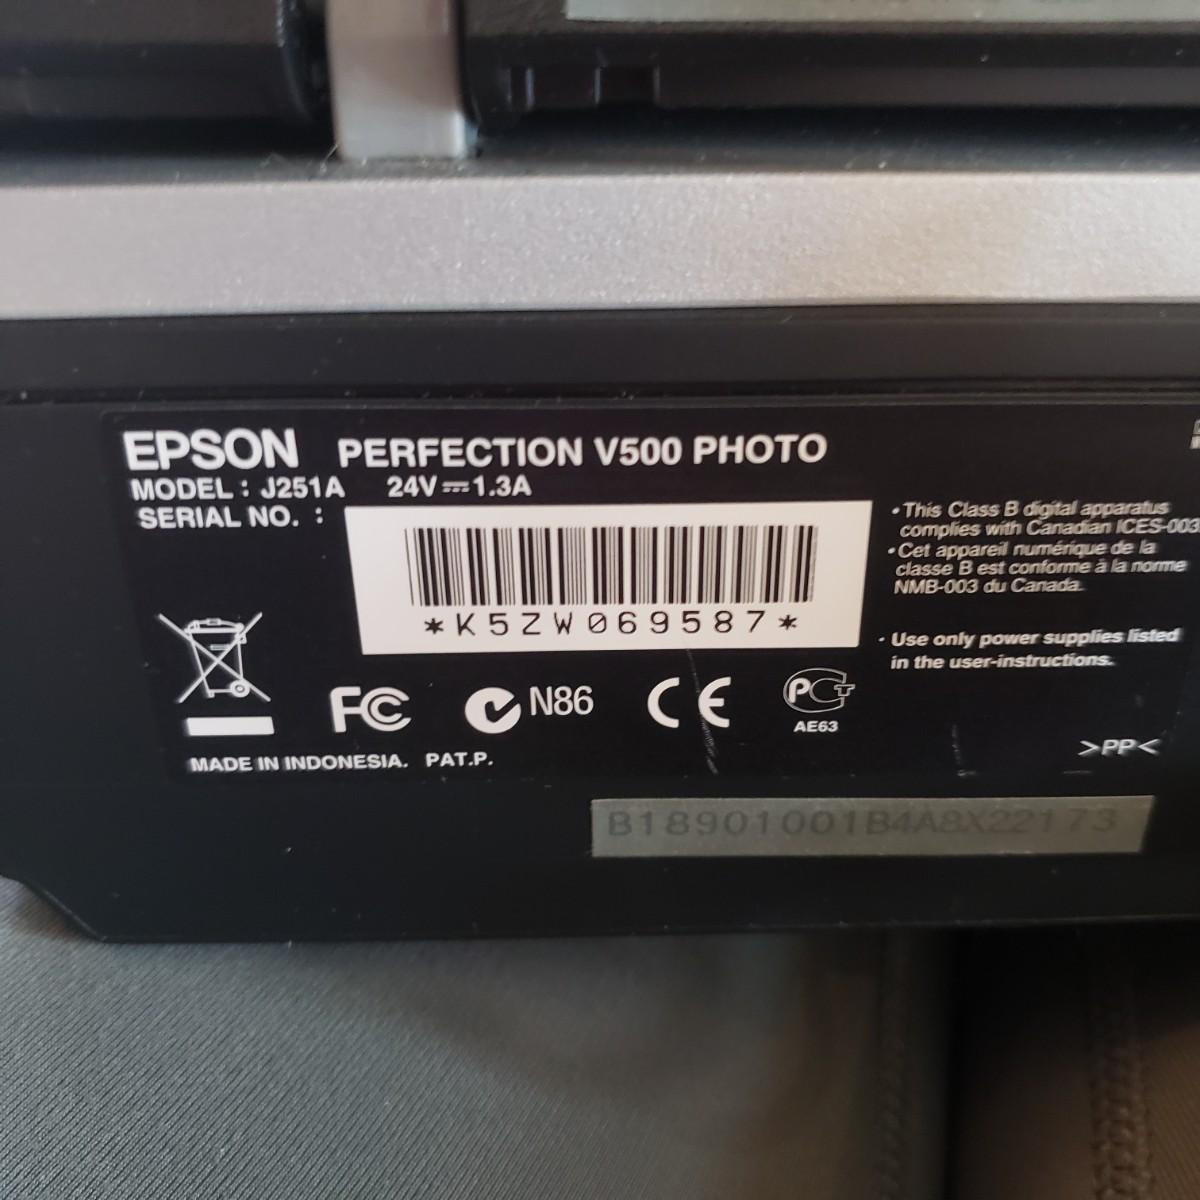 EPSON PERFECTION V500 PHOTO
MODEL : J251A 24V⎓1.3A
SERIAL NO. :
*K5ZW069587*
•This Class B digital apparatus
complies with Canadian ICES-003
•Cet appareil numérique de la
classe B est conforme à la norme
NMB-003 du Canada.
• Use only power supplies listed
in the user-instructions.
FC N86 CE PCT
AE63
MADE IN INDONESIA. PAT.P.
>PP<
B18901001B4A8X22173